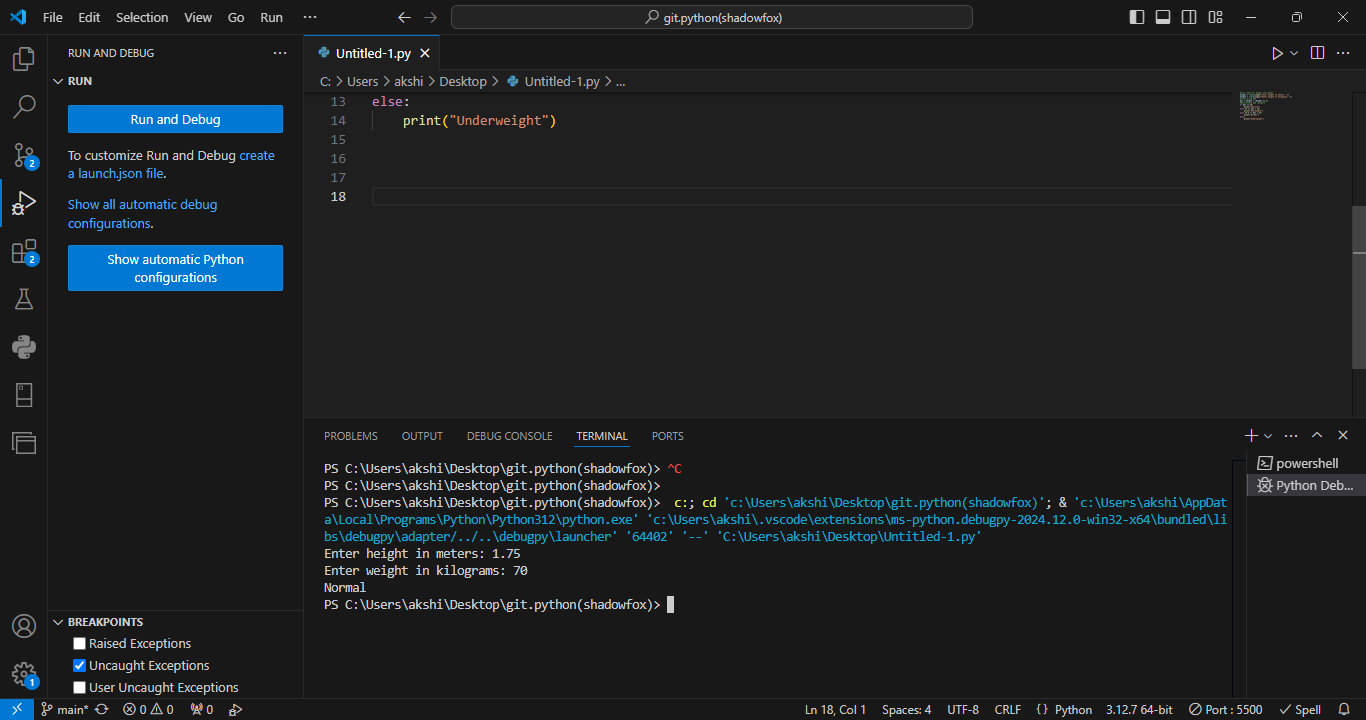 File Edit Selection View Go Run ··· git.python(shadowfox)
RUN AND DEBUG ···
RUN
Run and Debug
To customize Run and Debug create
a launch.json file.
Show all automatic debug
configurations.
Show automatic Python
configurations
2
2
1
BREAKPOINTS
Raised Exceptions
Uncaught Exceptions
User Uncaught Exceptions
Untitled-1.py
C: > Users > akshi > Desktop > Untitled-1.py > ...
13 else:
14 print("Underweight")
15
16
17
18
PROBLEMS OUTPUT DEBUG CONSOLE TERMINAL PORTS
powershell
Python Deb...
PS C:\Users\akshi\Desktop\git.python(shadowfox)> ^C
PS C:\Users\akshi\Desktop\git.python(shadowfox)>
PS C:\Users\akshi\Desktop\git.python(shadowfox)>  c:; cd 'c:\Users\akshi\Desktop\git.python(shadowfox)'; & 'c:\Users\akshi\AppDat
a\Local\Programs\Python\Python312\python.exe' 'c:\Users\akshi\.vscode\extensions\ms-python.debugpy-2024.12.0-win32-x64\bundled\li
bs\debugpy\adapter/../..\debugpy\launcher' '64402' '--' 'C:\Users\akshi\Desktop\Untitled-1.py'
Enter height in meters: 1.75
Enter weight in kilograms: 70
Normal
PS C:\Users\akshi\Desktop\git.python(shadowfox)>
main* 0 0 0 Ln 18, Col 1 Spaces: 4 UTF-8 CRLF {} Python 3.12.7 64-bit Port : 5500 Spell